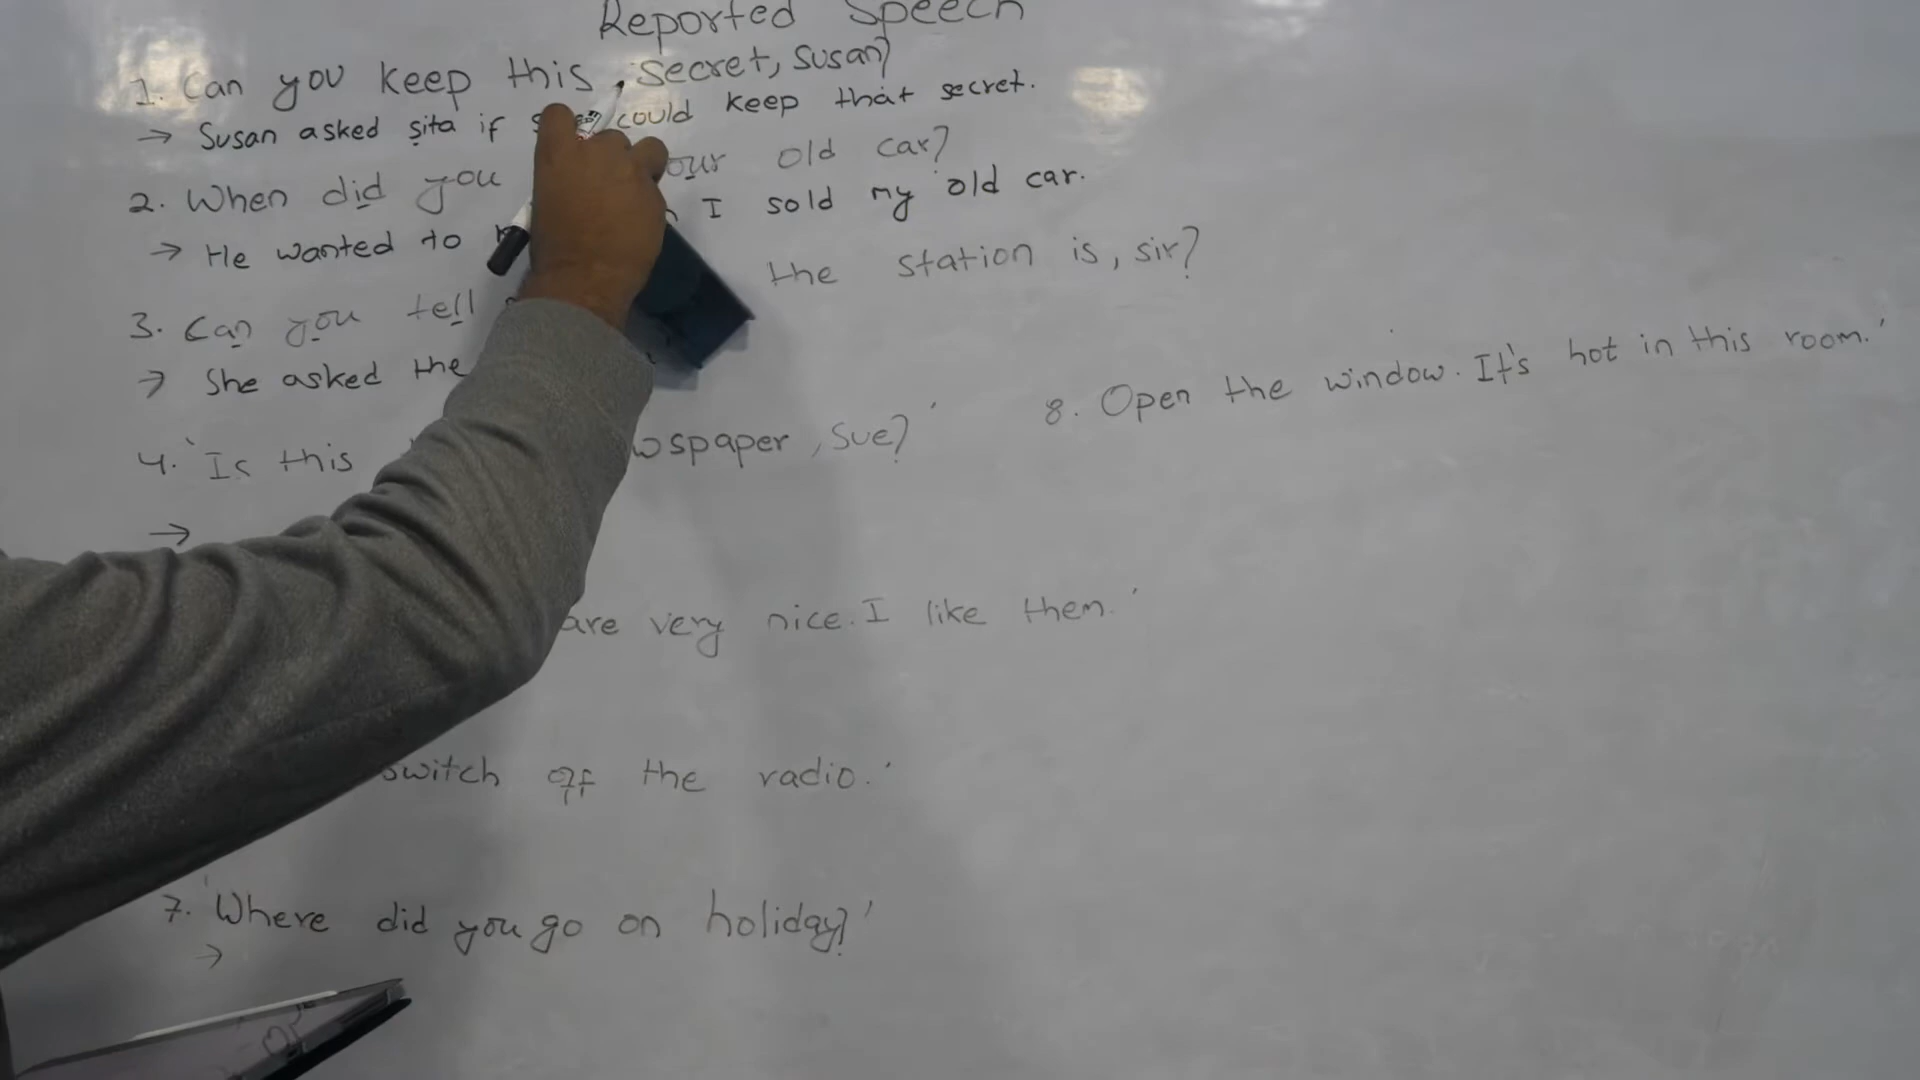 Reported Speech
1. Can you keep this, secret, Susan?
→ Susan asked sita if could keep that secret.
2. When did you our old car?
→ He wanted to I sold my old car.
3. Can you tell the station is, sir?
→ She asked the
4. 'Is this wspaper, Sue?'
→
are very nice. I like them.'
switch off the radio.'
7. 'Where did you go on holiday?'
→
8. Open the window. It's hot in this room.'